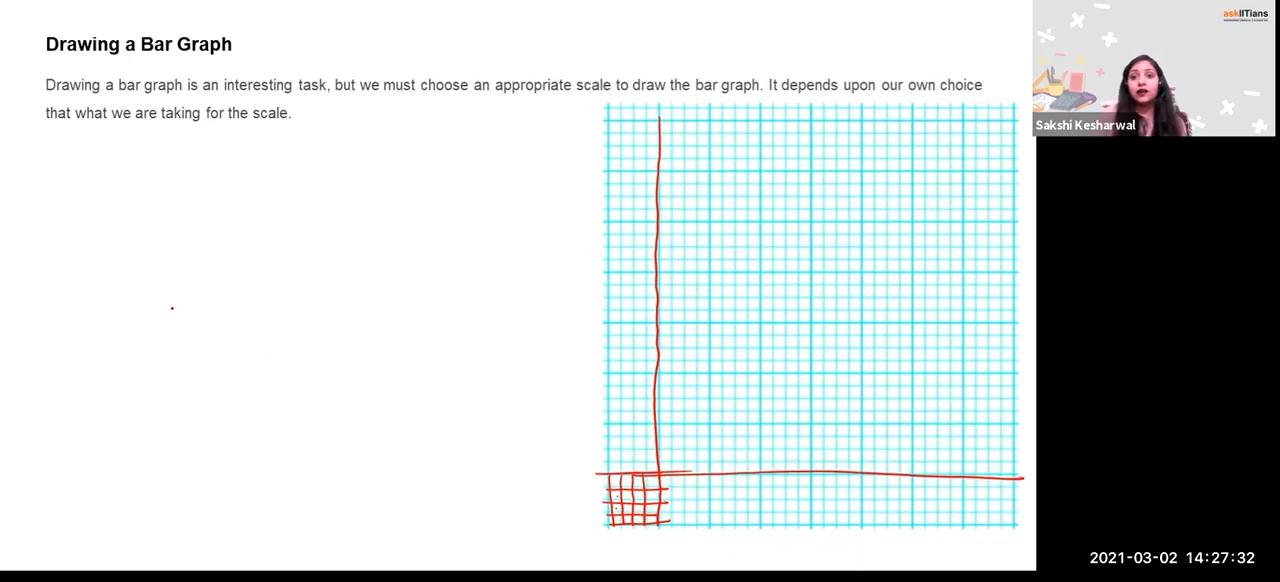 Drawing a Bar Graph
Drawing a bar graph is an interesting task, but we must choose an appropriate scale to draw the bar graph. It depends upon our own choice
that what we are taking for the scale.
askIITians
Sakshi Kesharwal
2021-03-02 14:27:32